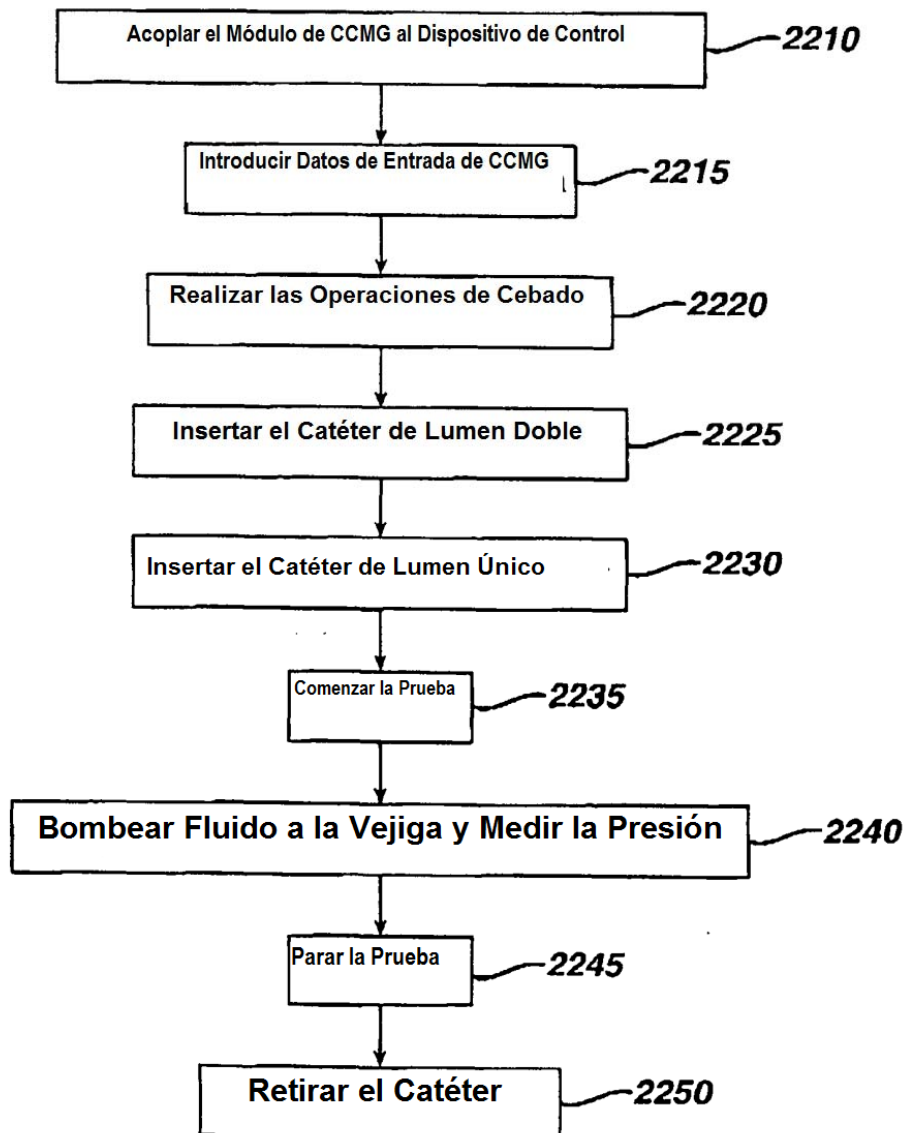 Acoplar el Módulo de CCMG al Dispositivo de Control
2210
Introducir Datos de Entrada de CCMG
2215
Realizar las Operaciones de Cebado
2220
Insertar el Catéter de Lumen Doble
2225
Insertar el Catéter de Lumen Único
2230
Comenzar la Prueba
2235
Bombear Fluido a la Vejiga y Medir la Presión
2240
Parar la Prueba
2245
Retirar el Catéter
2250